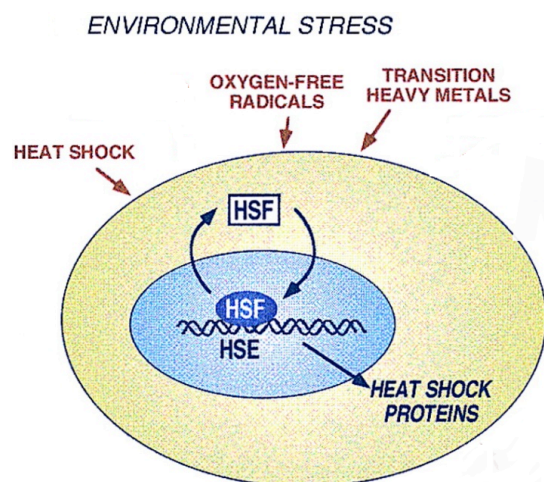 ENVIRONMENTAL STRESS
OXYGEN-FREE
RADICALS
TRANSITION
HEAVY METALS
HEAT SHOCK
HSF
HSF
HSE
HEAT SHOCK
PROTEINS